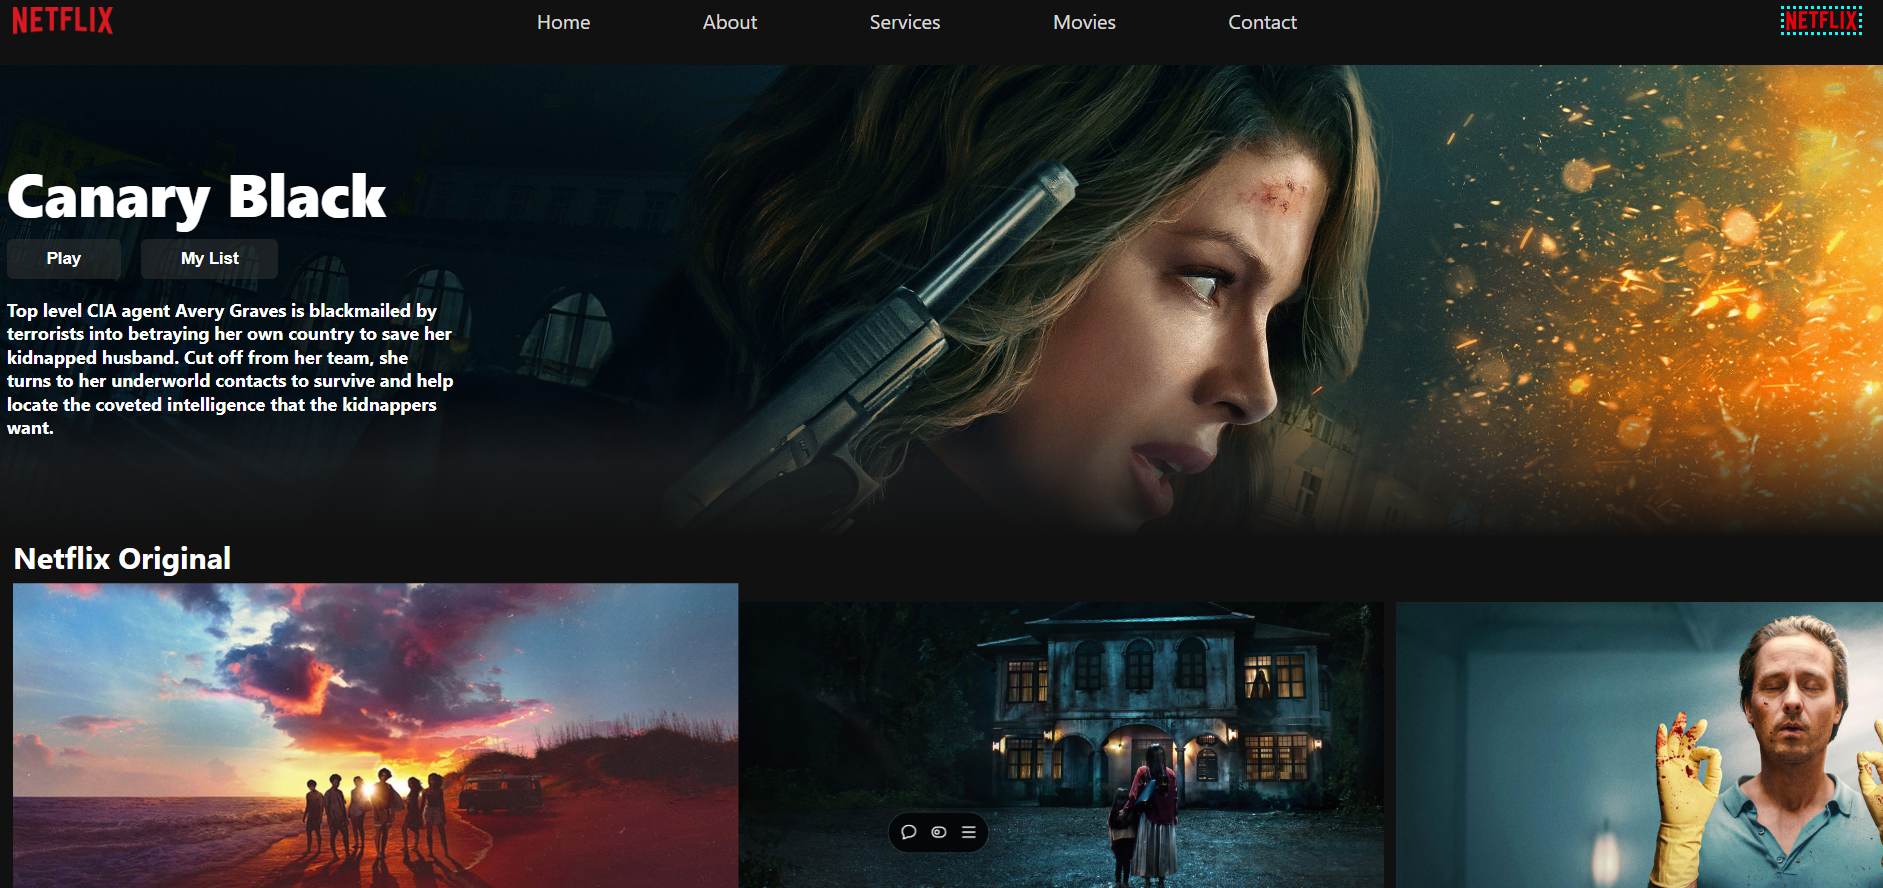 NETFLIX
Home
About
Services
Movies
Contact
NETFLIX
Canary Black
Play
My List
Top level CIA agent Avery Graves is blackmailed by
terrorists into betraying her own country to save her
kidnapped husband. Cut off from her team, she
turns to her underworld contacts to survive and help
locate the coveted intelligence that the kidnappers
want.
Netflix Original